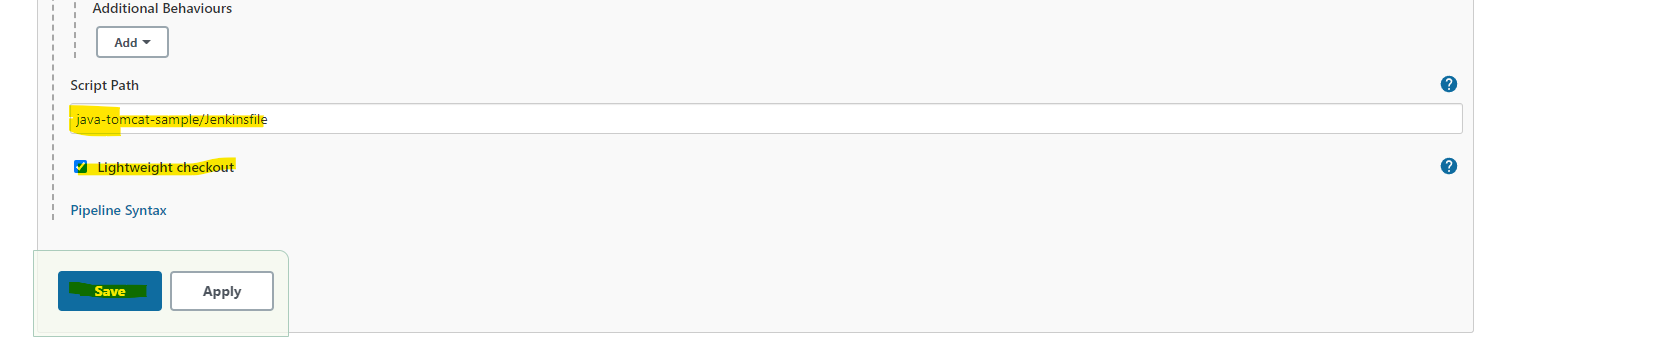 Additional Behaviours
Add
Script Path
java-tomcat-sample/Jenkinsfile
Lightweight checkout
Pipeline Syntax
Save Apply